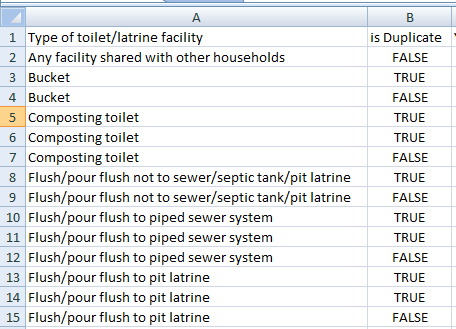 A B
1 Type of toilet/latrine facility is Duplicate
2 Any facility shared with other households FALSE
3 Bucket TRUE
4 Bucket FALSE
5 Composting toilet TRUE
6 Composting toilet TRUE
7 Composting toilet FALSE
8 Flush/pour flush not to sewer/septic tank/pit latrine TRUE
9 Flush/pour flush not to sewer/septic tank/pit latrine FALSE
10 Flush/pour flush to piped sewer system TRUE
11 Flush/pour flush to piped sewer system TRUE
12 Flush/pour flush to piped sewer system FALSE
13 Flush/pour flush to pit latrine TRUE
14 Flush/pour flush to pit latrine TRUE
15 Flush/pour flush to pit latrine FALSE